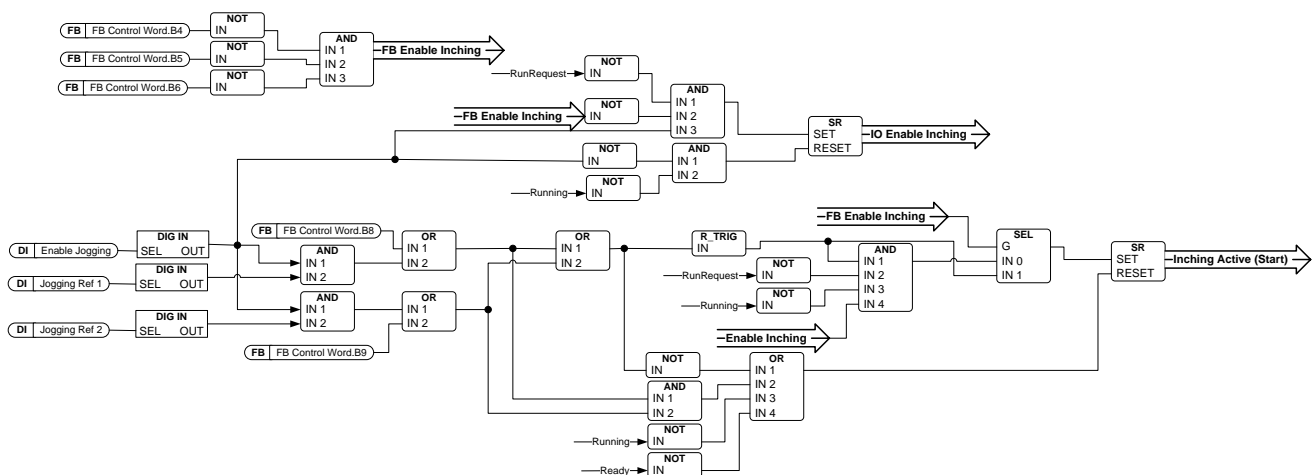 FB FB Control Word.B4
NOT
IN
FB FB Control Word.B5
NOT
IN
FB FB Control Word.B6
NOT
IN
AND
IN 1
IN 2
IN 3
FB Enable Inching
RunRequest
NOT
IN
FB Enable Inching
NOT
IN
AND
IN 1
IN 2
IN 3
NOT
IN
Running
NOT
IN
AND
IN 1
IN 2
SR
SET
RESET
IO Enable Inching
DI Enable Jogging
DIG IN
SEL OUT
DI Jogging Ref 1
DIG IN
SEL OUT
DI Jogging Ref 2
DIG IN
SEL OUT
FB FB Control Word.B8
AND
IN 1
IN 2
OR
IN 1
IN 2
AND
IN 1
IN 2
OR
IN 1
IN 2
FB FB Control Word.B9
OR
IN 1
IN 2
R_TRIG
IN
RunRequest
NOT
IN
Running
NOT
IN
Enable Inching
AND
IN 1
IN 2
IN 3
IN 4
FB Enable Inching
SEL
G
IN 0
IN 1
SR
SET
RESET
Inching Active (Start)
NOT
IN
AND
IN 1
IN 2
Running
NOT
IN
Ready
NOT
IN
OR
IN 1
IN 2
IN 3
IN 4